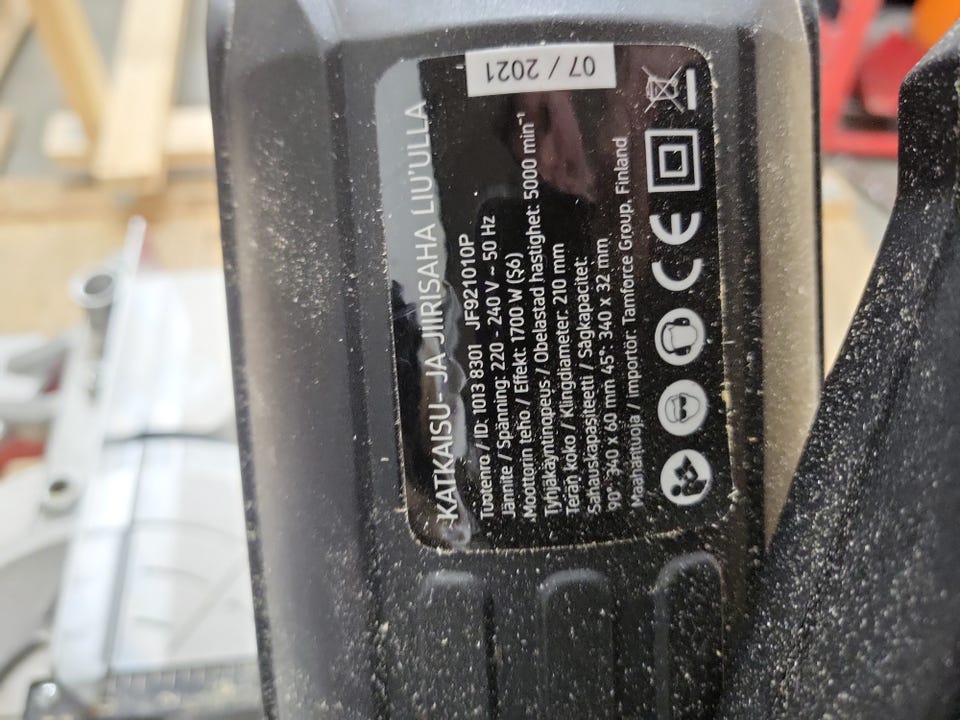 07 / 2021
KATKAISU- JA JIIRISAHA LIU'ULLA
Tuotenro / ID: 1013 8301 JF921010P
Jännite / Spänning: 220 - 240 V ~ 50 Hz
Moottorin teho / Effekt: 1700 W (S6)
Tyhjäkäyntinopeus / Obelastad hastighet: 5000 min⁻¹
Terän koko / Klingdiameter: 210 mm
Sahauskapasiteetti / Sågkapacitet:
90°: 340 x 60 mm 45°: 340 x 32 mm
Maahantuoja / importör: Tamforce Group, Finland
CE